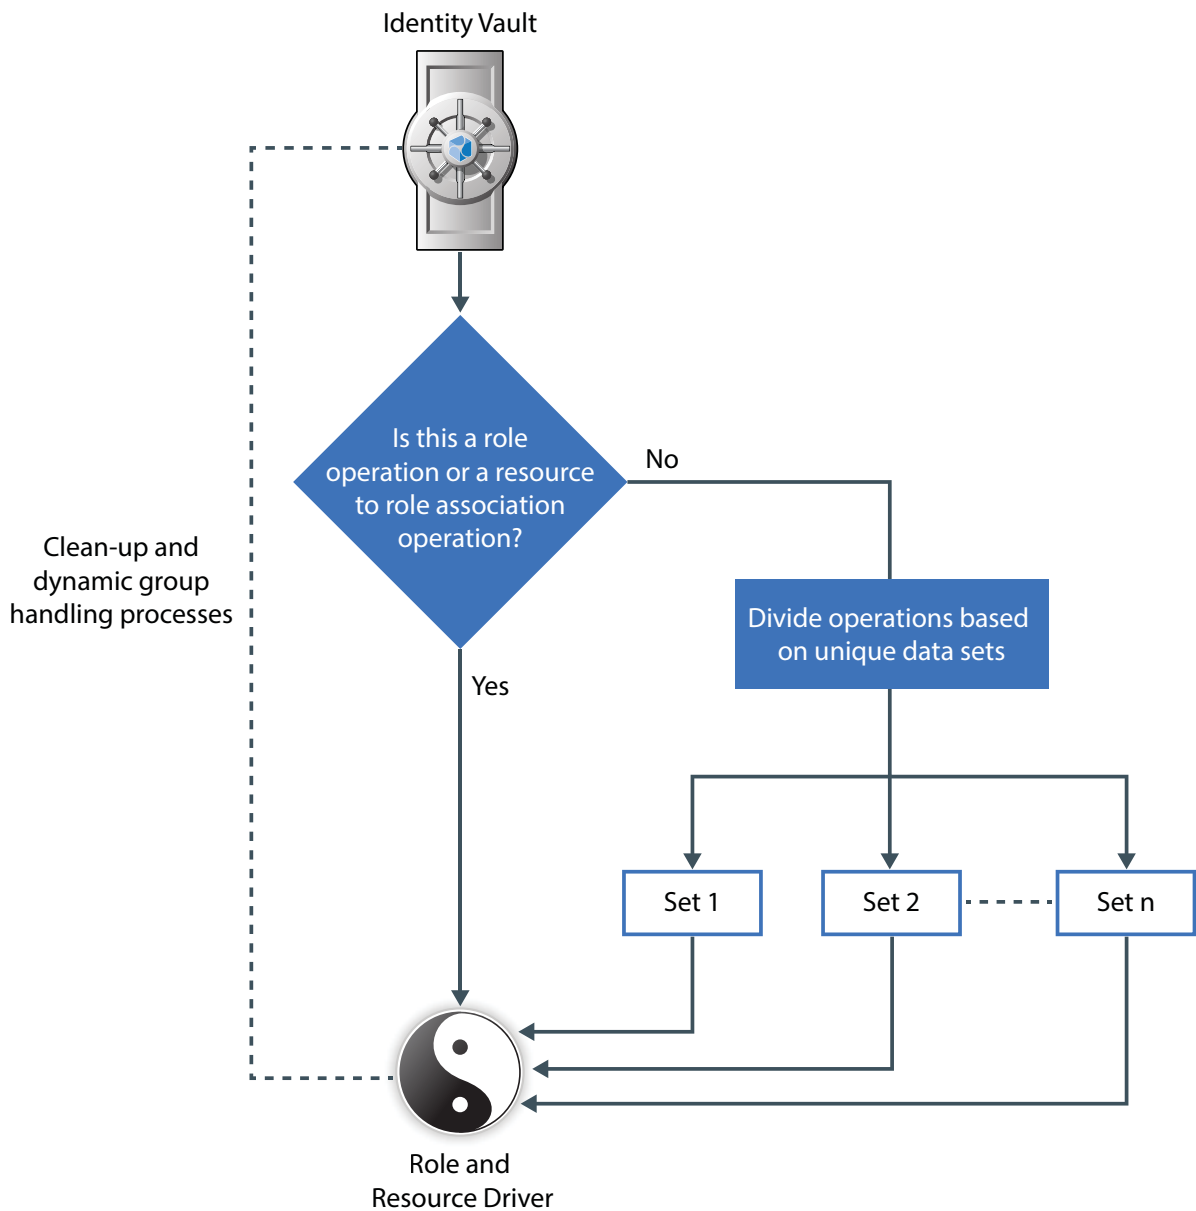 Identity Vault
Is this a role
operation or a resource
to role association
operation?
No
Clean-up and
dynamic group
handling processes
Divide operations based
on unique data sets
Yes
Set 1
Set 2
Set n
Role and
Resource Driver